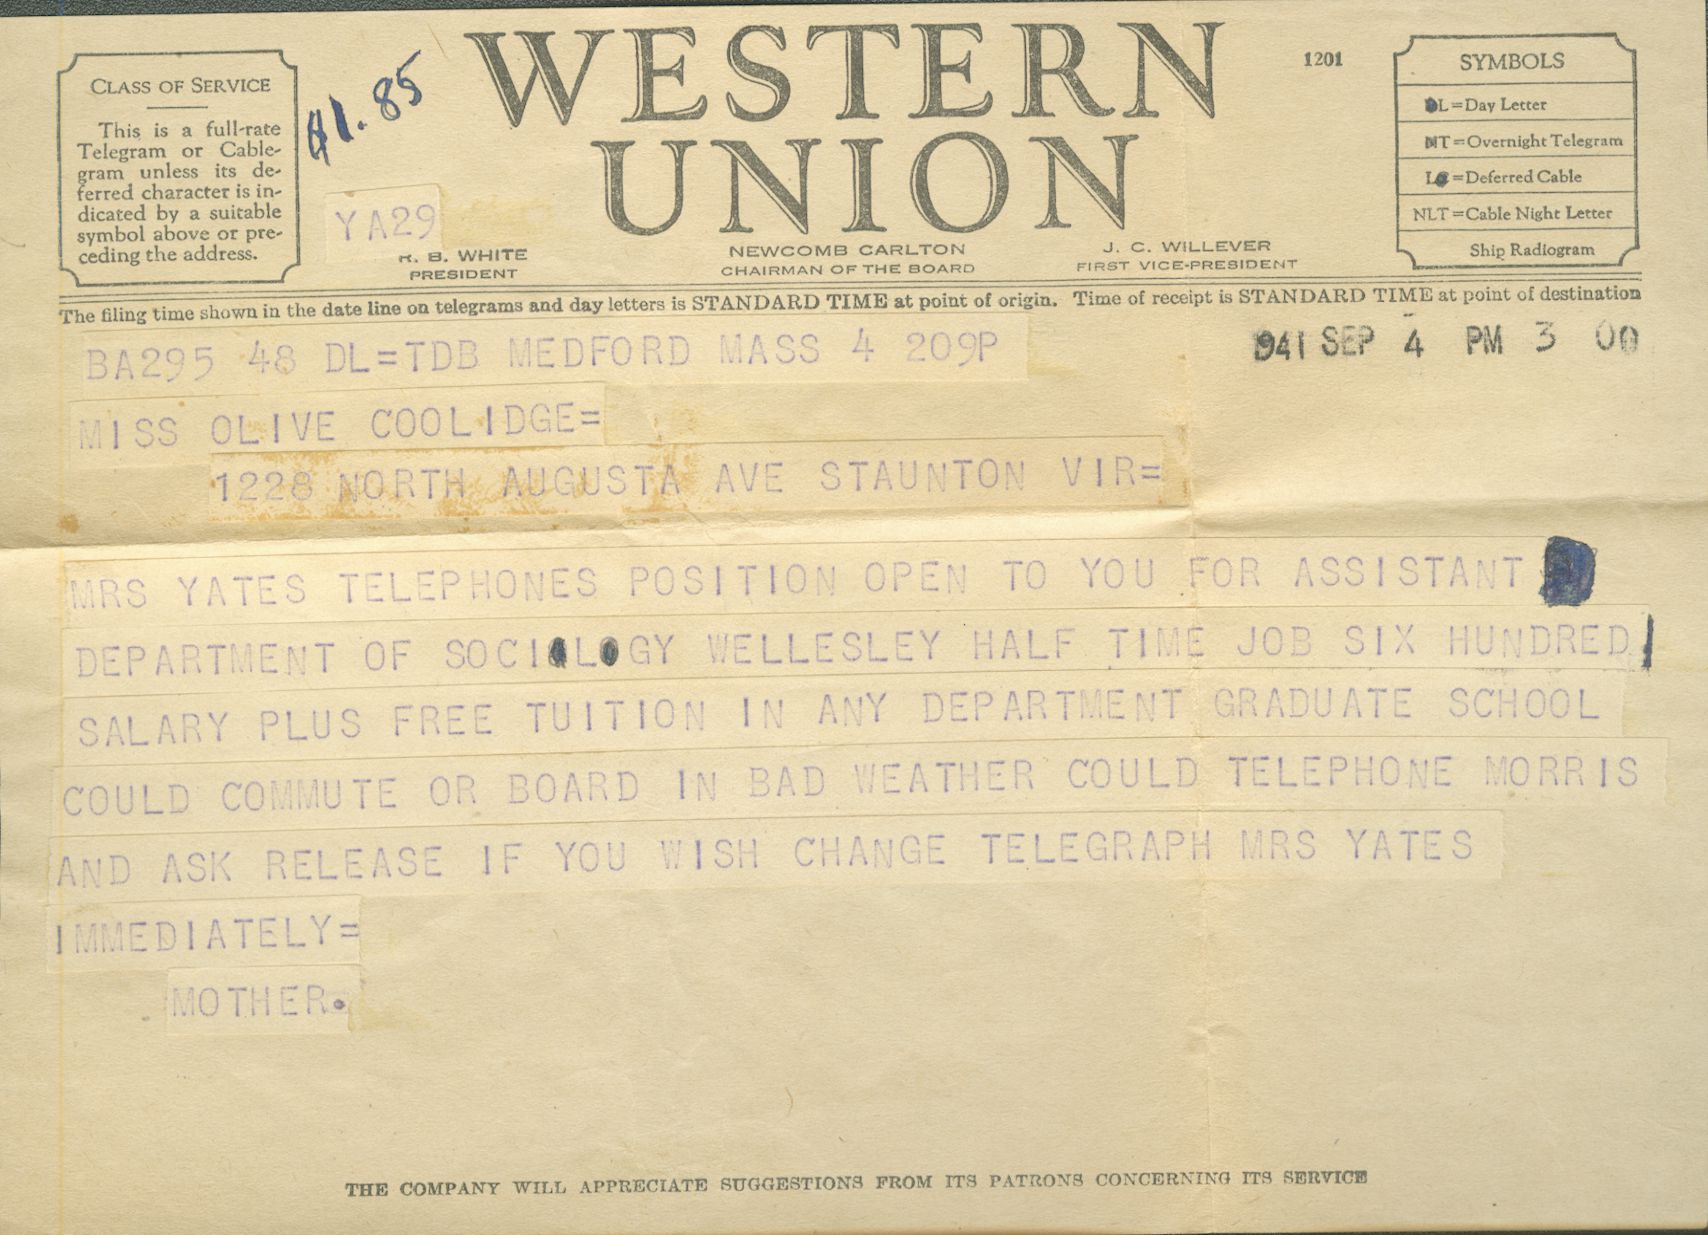 CLASS OF SERVICE
This is a full-rate
Telegram or Cable-
gram unless its de-
ferred character is in-
dicated by a suitable
symbol above or pre-
ceding the address.
$1.85
YA29
WESTERN
UNION
1201
SYMBOLS
DL=Day Letter
NT=Overnight Telegram
LC=Deferred Cable
NLT=Cable Night Letter
Ship Radiogram
R. B. WHITE
PRESIDENT
NEWCOMB CARLTON
CHAIRMAN OF THE BOARD
J. C. WILLEVER
FIRST VICE-PRESIDENT
The filing time shown in the date line on telegrams and day letters is STANDARD TIME at point of origin. Time of receipt is STANDARD TIME at point of destination
BA295 48 DL=TDB MEDFORD MASS 4 209P
1941 SEP 4 PM 3 00
MISS OLIVE COOLIDGE=
1228 NORTH AUGUSTA AVE STAUNTON VIR=
MRS YATES TELEPHONES POSITION OPEN TO YOU FOR ASSISTANT
DEPARTMENT OF SOCIOLOGY WELLESLEY HALF TIME JOB SIX HUNDRED
SALARY PLUS FREE TUITION IN ANY DEPARTMENT GRADUATE SCHOOL
COULD COMMUTE OR BOARD IN BAD WEATHER COULD TELEPHONE MORRIS
AND ASK RELEASE IF YOU WISH CHANGE TELEGRAPH MRS YATES
IMMEDIATELY=
MOTHER.
THE COMPANY WILL APPRECIATE SUGGESTIONS FROM ITS PATRONS CONCERNING ITS SERVICE